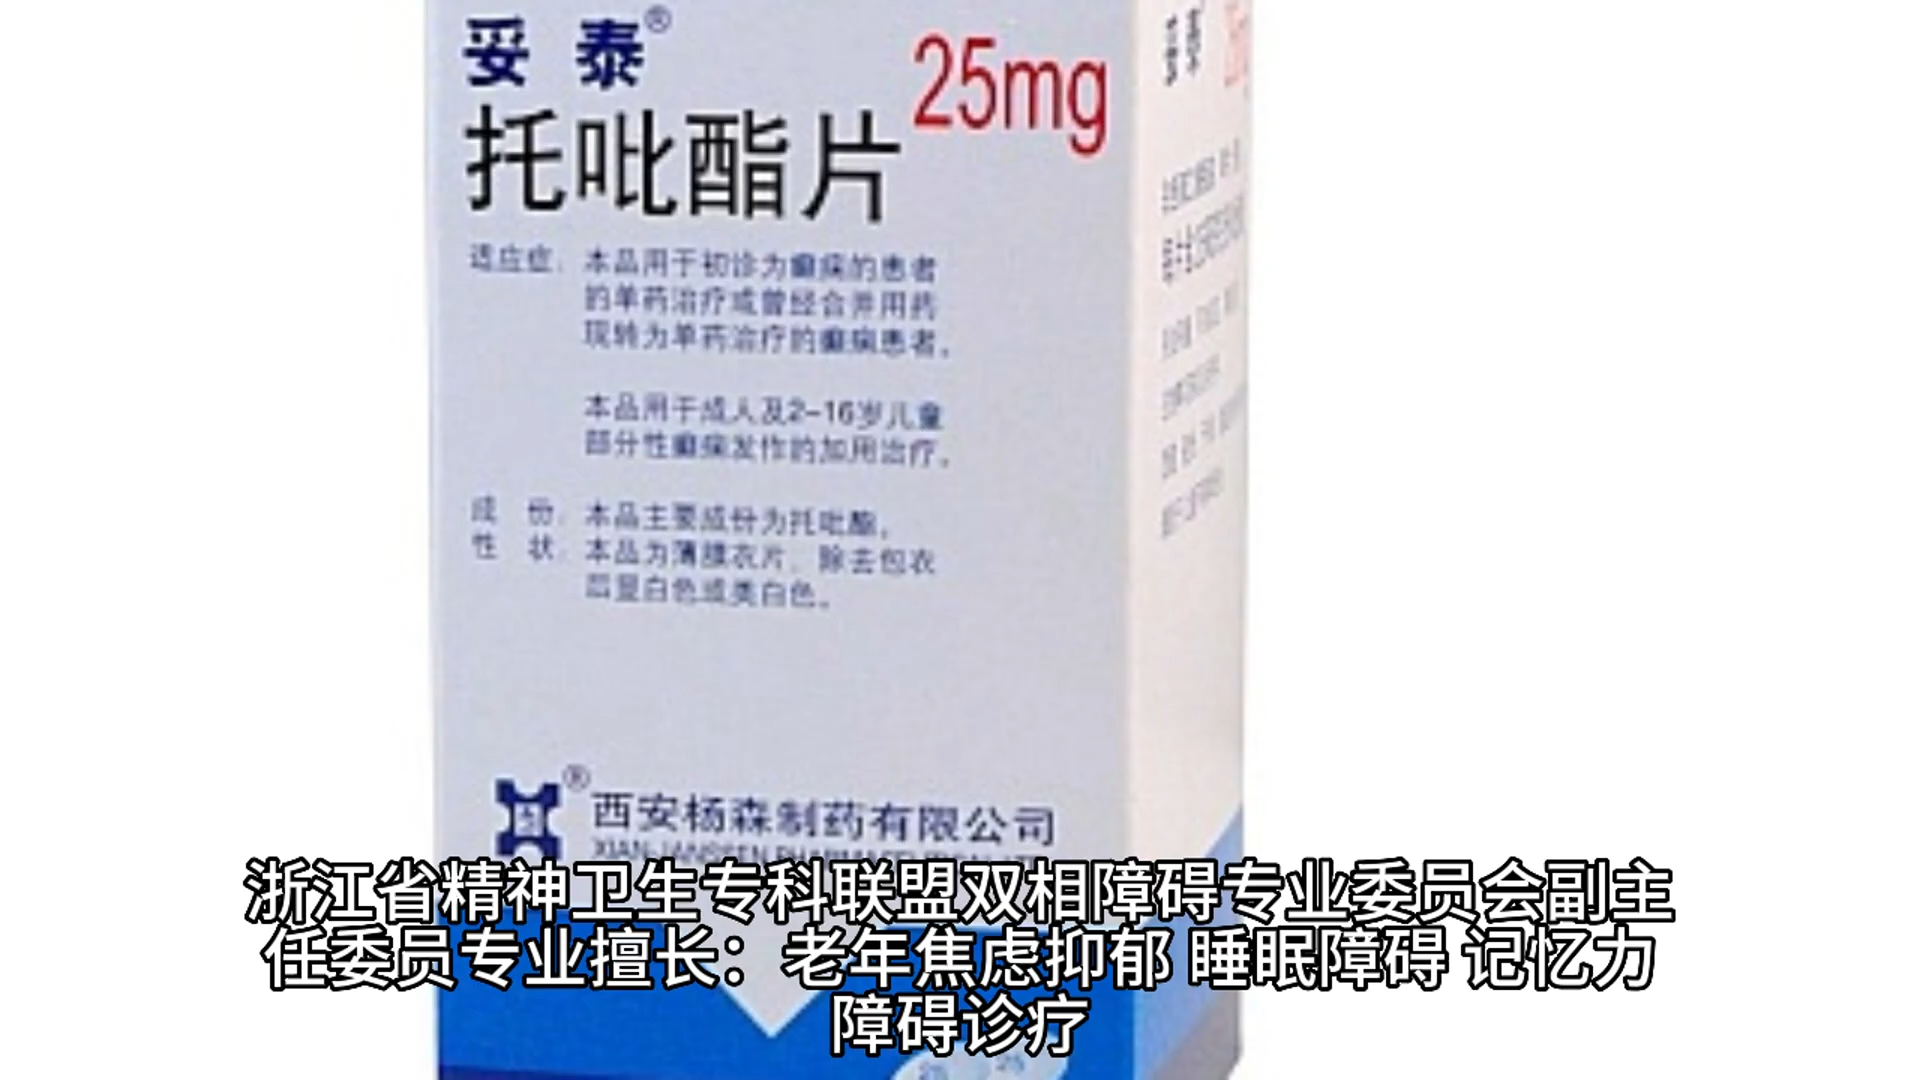 妥泰®
25mg
托吡酯片
适应症：本品用于初诊为癫痫的患者
的单药治疗或曾经合并用药
现转为单药治疗的癫痫患者。
本品用于成人及2-16岁儿童
部分性癫痫发作的加用治疗。
成 份：本品主要成份为托吡酯。
性 状：本品为薄膜衣片，除去包衣
后显白色或类白色。
西安杨森制药有限公司
浙江省精神卫生专科联盟双相障碍专业委员会副主
任委员专业擅长：老年焦虑抑郁 睡眠障碍 记忆力
障碍诊疗